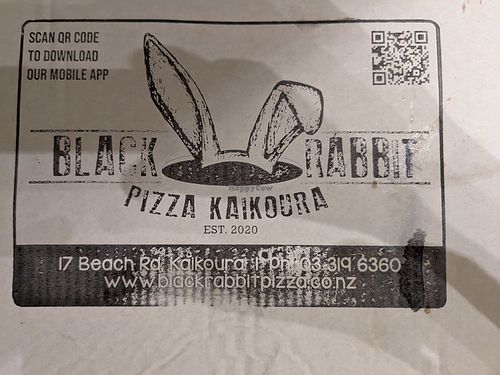 SCAN QR CODE
TO DOWNLOAD
OUR MOBILE APP
BLACK RABBIT
HappyCow
PIZZA KAIKOURA
EST. 2020
17 Beach Rd, Kaikoura | Ph: 03 319 6360
www.blackrabbitpizza.co.nz